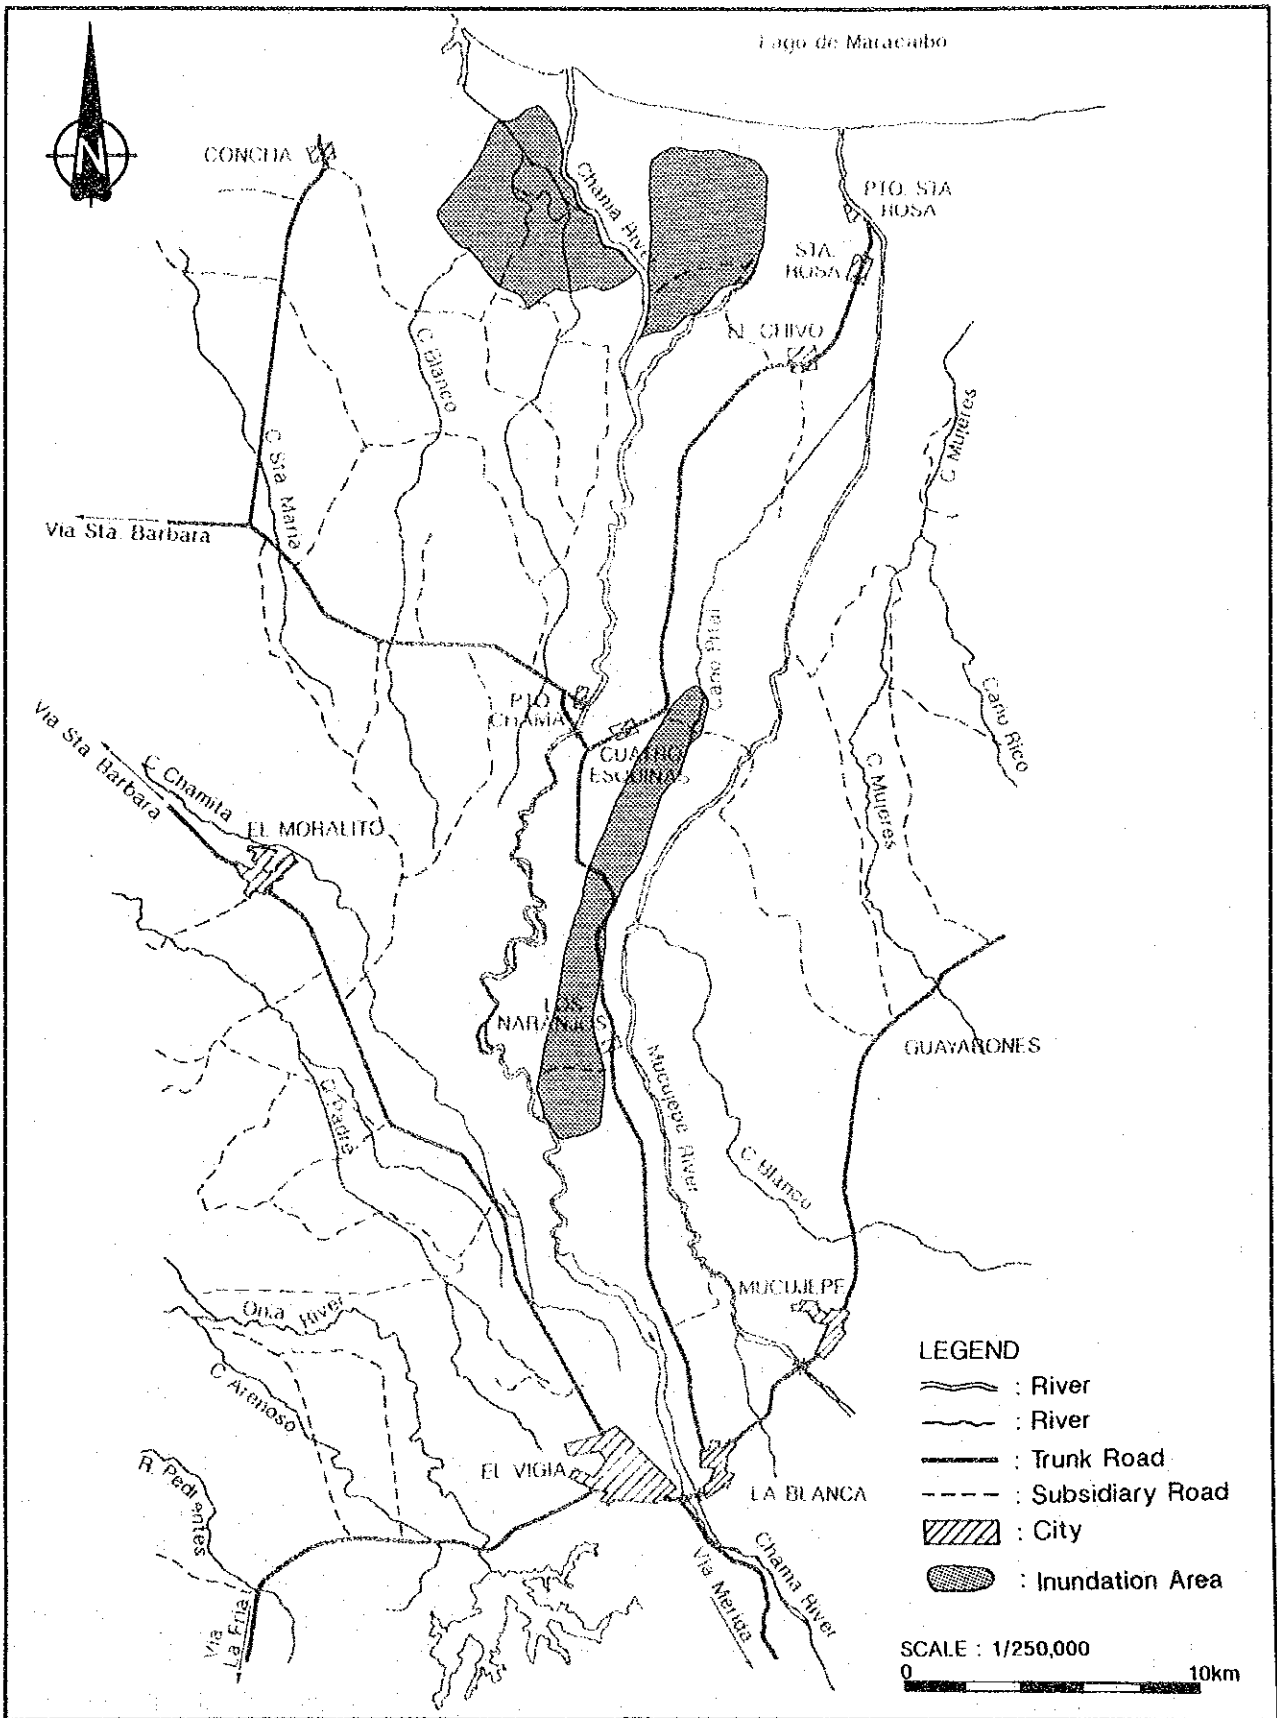 Lago de Maracaibo
N
CONCHA
Chama River
PTO. STA
ROSA
STA.
ROSA
EL CHIVO
C. Blanco
C. Mujeres
C. Sta. Maria
Via Sta. Barbara
PTO.
CHAMA
CUATRO
ESQUINAS
Caño Rico
C. Mujeres
Via Sta.
Barbara
C. Chamita
EL MORALITO
LOS
NARANJOS
GUAYABONES
Mucujepe River
C. Blanco
MUCUJEPE
Onia River
C. Arenoso
EL VIGIA
LA BLANCA
Via
La Fria
Via Merida
Chama River
LEGEND
: River
: River
: Trunk Road
: Subsidiary Road
: City
: Inundation Area
SCALE : 1/250,000
0 10km